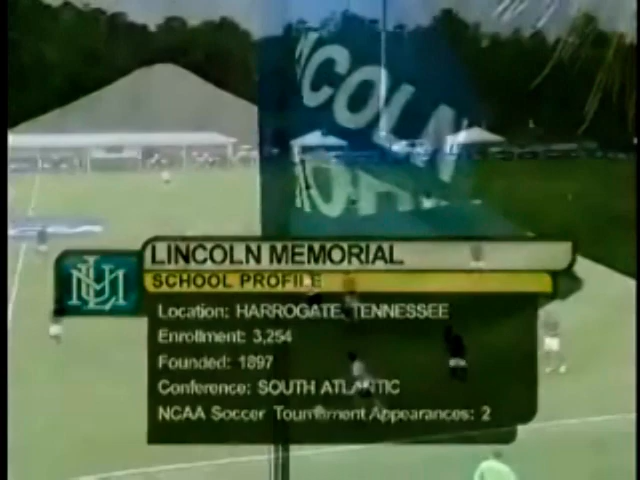 COLN
LMU
LINCOLN MEMORIAL
SCHOOL PROFILE
Location: HARROGATE, TENNESSEE
Enrollment: 3,254
Founded: 1897
Conference: SOUTH ATLANTIC
NCAA Soccer Tournament Appearances: 2